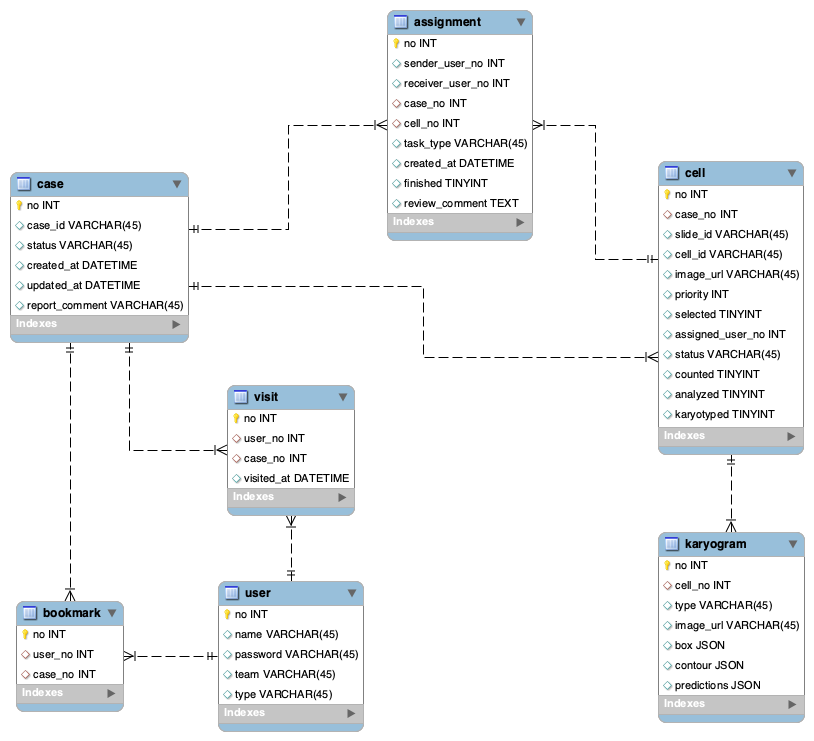 assignment
no INT
sender_user_no INT
receiver_user_no INT
case_no INT
cell_no INT
task_type VARCHAR(45)
created_at DATETIME
finished TINYINT
review_comment TEXT
Indexes
case
no INT
case_id VARCHAR(45)
status VARCHAR(45)
created_at DATETIME
updated_at DATETIME
report_comment VARCHAR(45)
Indexes
cell
no INT
case_no INT
slide_id VARCHAR(45)
cell_id VARCHAR(45)
image_url VARCHAR(45)
priority INT
selected TINYINT
assigned_user_no INT
status VARCHAR(45)
counted TINYINT
analyzed TINYINT
karyotyped TINYINT
Indexes
visit
no INT
user_no INT
case_no INT
visited_at DATETIME
Indexes
bookmark
no INT
user_no INT
case_no INT
Indexes
user
no INT
name VARCHAR(45)
password VARCHAR(45)
team VARCHAR(45)
type VARCHAR(45)
Indexes
karyogram
no INT
cell_no INT
type VARCHAR(45)
image_url VARCHAR(45)
box JSON
contour JSON
predictions JSON
Indexes